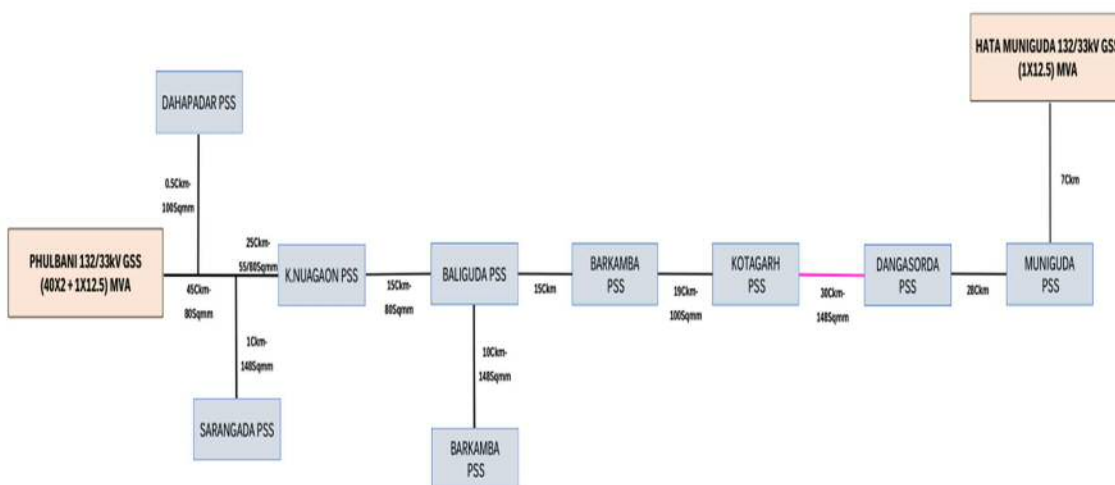 HATA MUNIGUDA 132/33kV GSS
(1X12.5) MVA
DAHAPADAR PSS
0.5Ckm-
100Sqmm
7Ckm
PHULBANI 132/33kV GSS
(40X2 + 1X12.5) MVA
25Ckm-
55/80Sqmm
45Ckm-
80Sqmm
K.NUAGAON PSS
15Ckm-
80Sqmm
BALIGUDA PSS
15Ckm
BARKAMBA
PSS
19Ckm-
100Sqmm
KOTAGARH
PSS
30Ckm-
148Sqmm
DANGASORDA
PSS
28Ckm
MUNIGUDA
PSS
1Ckm-
148Sqmm
10Ckm-
148Sqmm
SARANGADA PSS
BARKAMBA
PSS